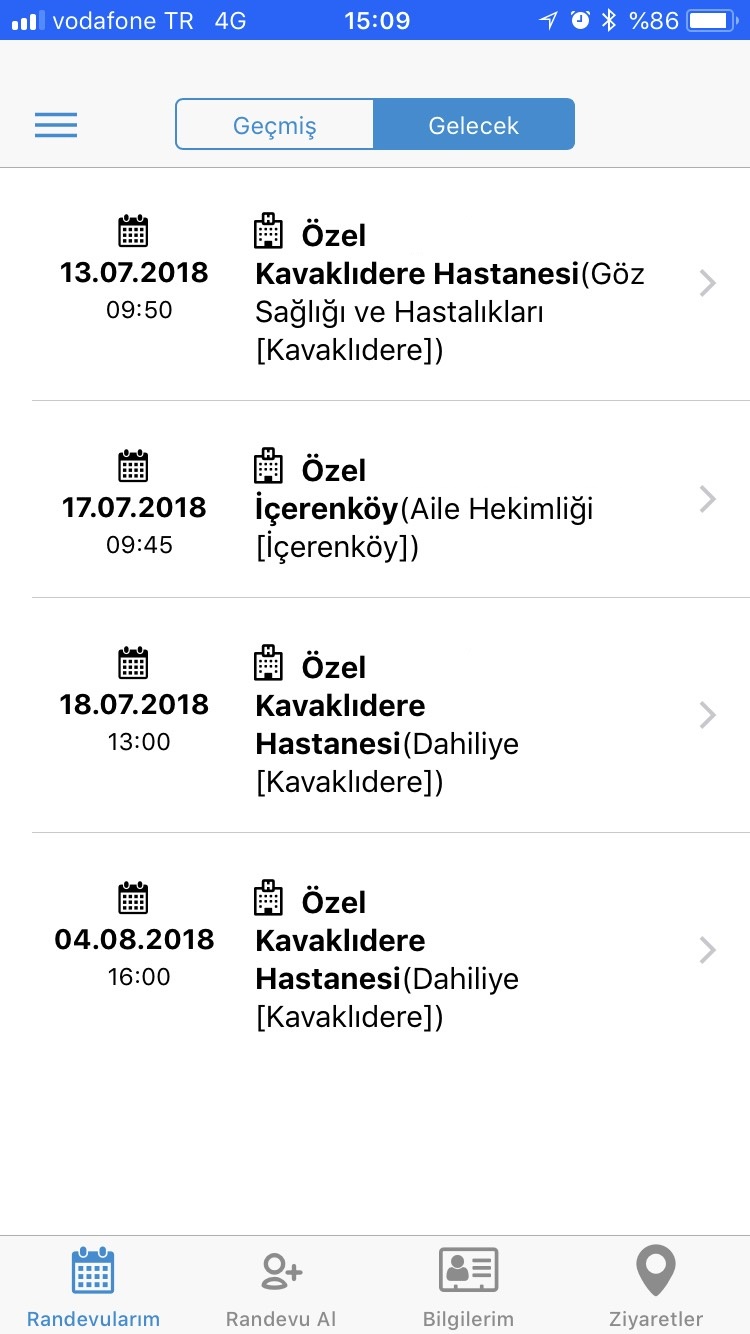 vodafone TR 4G 15:09 %86
Geçmiş Gelecek
13.07.2018
09:50
Özel
Kavaklıdere Hastanesi(Göz
Sağlığı ve Hastalıkları
[Kavaklıdere])
17.07.2018
09:45
Özel
İçerenköy(Aile Hekimliği
[İçerenköy])
18.07.2018
13:00
Özel
Kavaklıdere
Hastanesi(Dahiliye
[Kavaklıdere])
04.08.2018
16:00
Özel
Kavaklıdere
Hastanesi(Dahiliye
[Kavaklıdere])
Randevularım Randevu Al Bilgilerim Ziyaretler